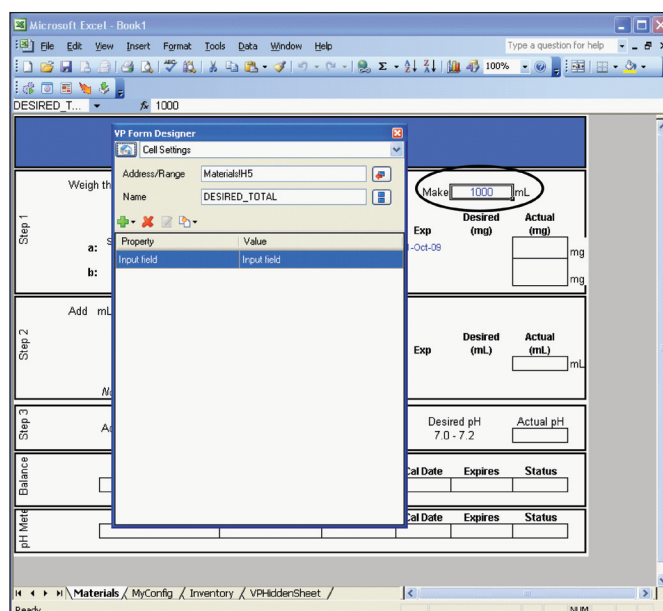 Microsoft Excel - Book1
File Edit View Insert Format Tools Data Window Help Type a question for help
100%
DESIRED_T... fx 1000
VP Form Designer
Cell Settings
Address/Range Materials!H5
Name DESIRED_TOTAL
Property Value
Input field Input field
Make 1000 mL
Weigh th
Step 1
Exp Desired (mg) Actual (mg)
-Oct-09
a: mg
b: mg
Add mL
Step 2
Exp Desired (mL) Actual (mL)
mL
Step 3
Desired pH Actual pH
7.0 - 7.2
Balance
Cal Date Expires Status
pH Mete
Cal Date Expires Status
Materials MyConfig Inventory VPHiddenSheet
Ready NUM